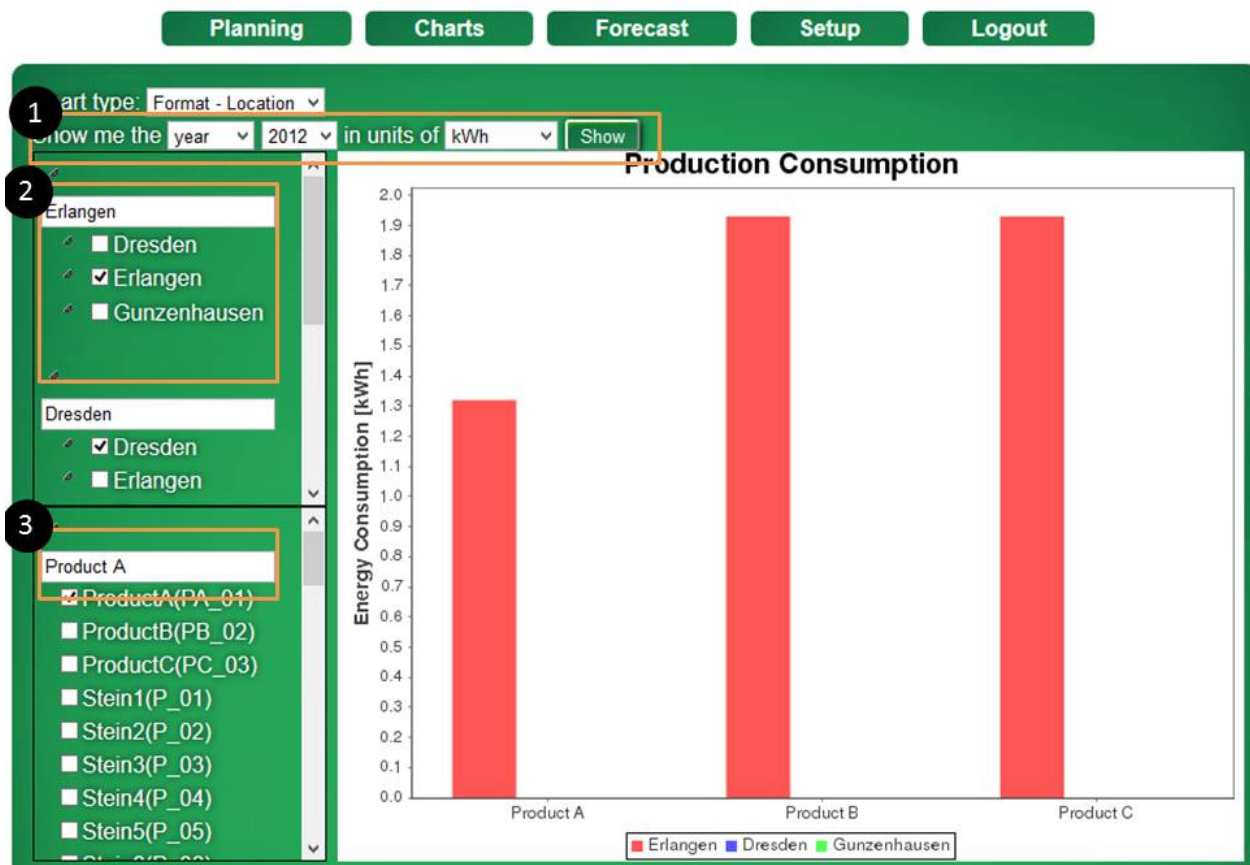 Planning Charts Forecast Setup Logout
art type: Format - Location
1
Show me the year 2012 in units of kWh Show
2
Erlangen
Dresden
Erlangen
Gunzenhausen
Dresden
Dresden
Erlangen
3
Product A
ProductA(PA_01)
ProductB(PB_02)
ProductC(PC_03)
Stein1(P_01)
Stein2(P_02)
Stein3(P_03)
Stein4(P_04)
Stein5(P_05)
Production Consumption
Energy Consumption [kWh]
2.0
1.9
1.8
1.7
1.6
1.5
1.4
1.3
1.2
1.1
1.0
0.9
0.8
0.7
0.6
0.5
0.4
0.3
0.2
0.1
0.0
Product A Product B Product C
Erlangen Dresden Gunzenhausen